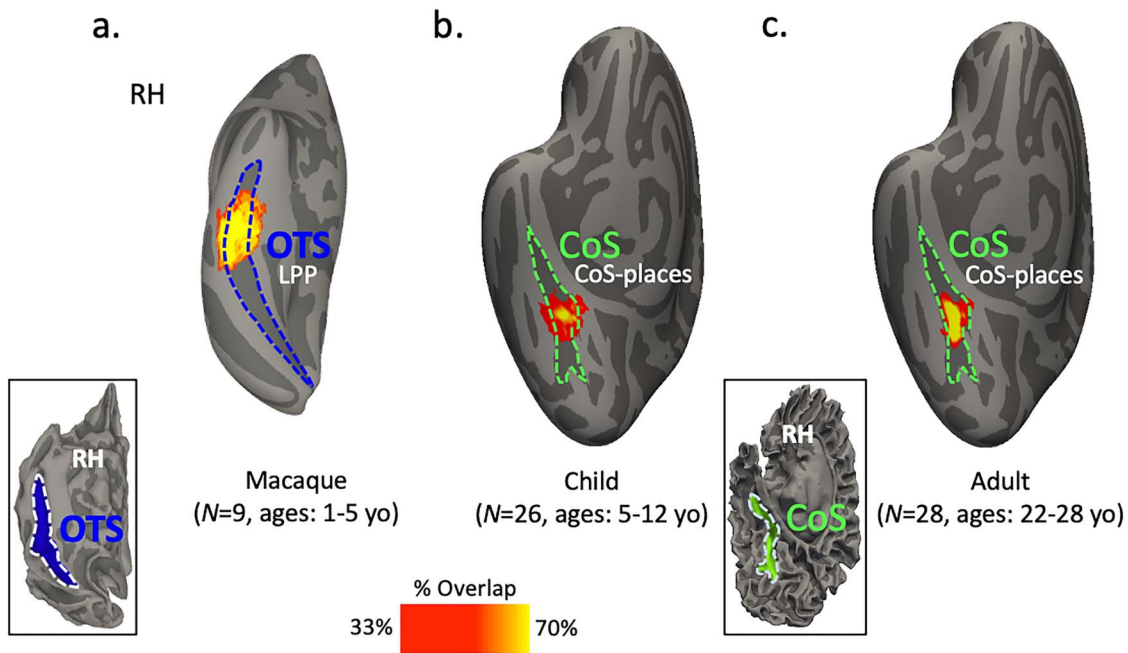 a.
b.
c.
RH
OTS
LPP
CoS
CoS-places
CoS
CoS-places
RH
OTS
RH
CoS
Macaque
(N=9, ages: 1-5 yo)
Child
(N=26, ages: 5-12 yo)
Adult
(N=28, ages: 22-28 yo)
% Overlap
33%
70%